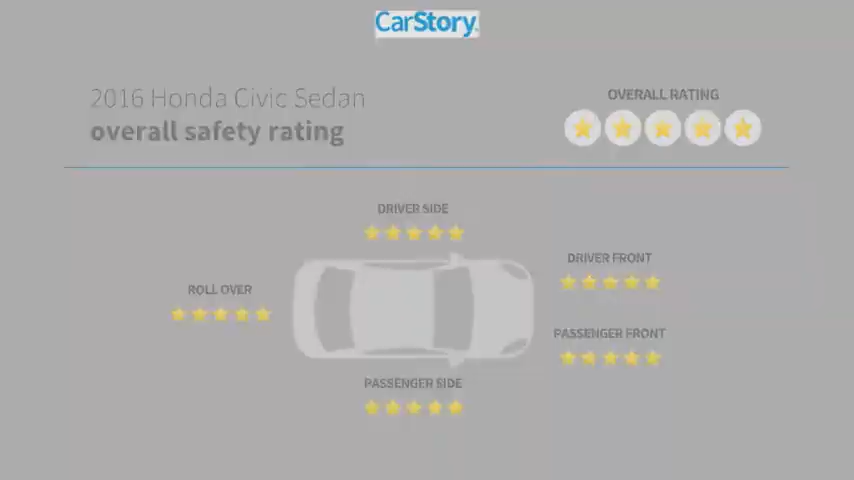 CarStory
2016 Honda Civic Sedan
overall safety rating
OVERALL RATING
DRIVER SIDE
DRIVER FRONT
ROLL OVER
PASSENGER FRONT
PASSENGER SIDE